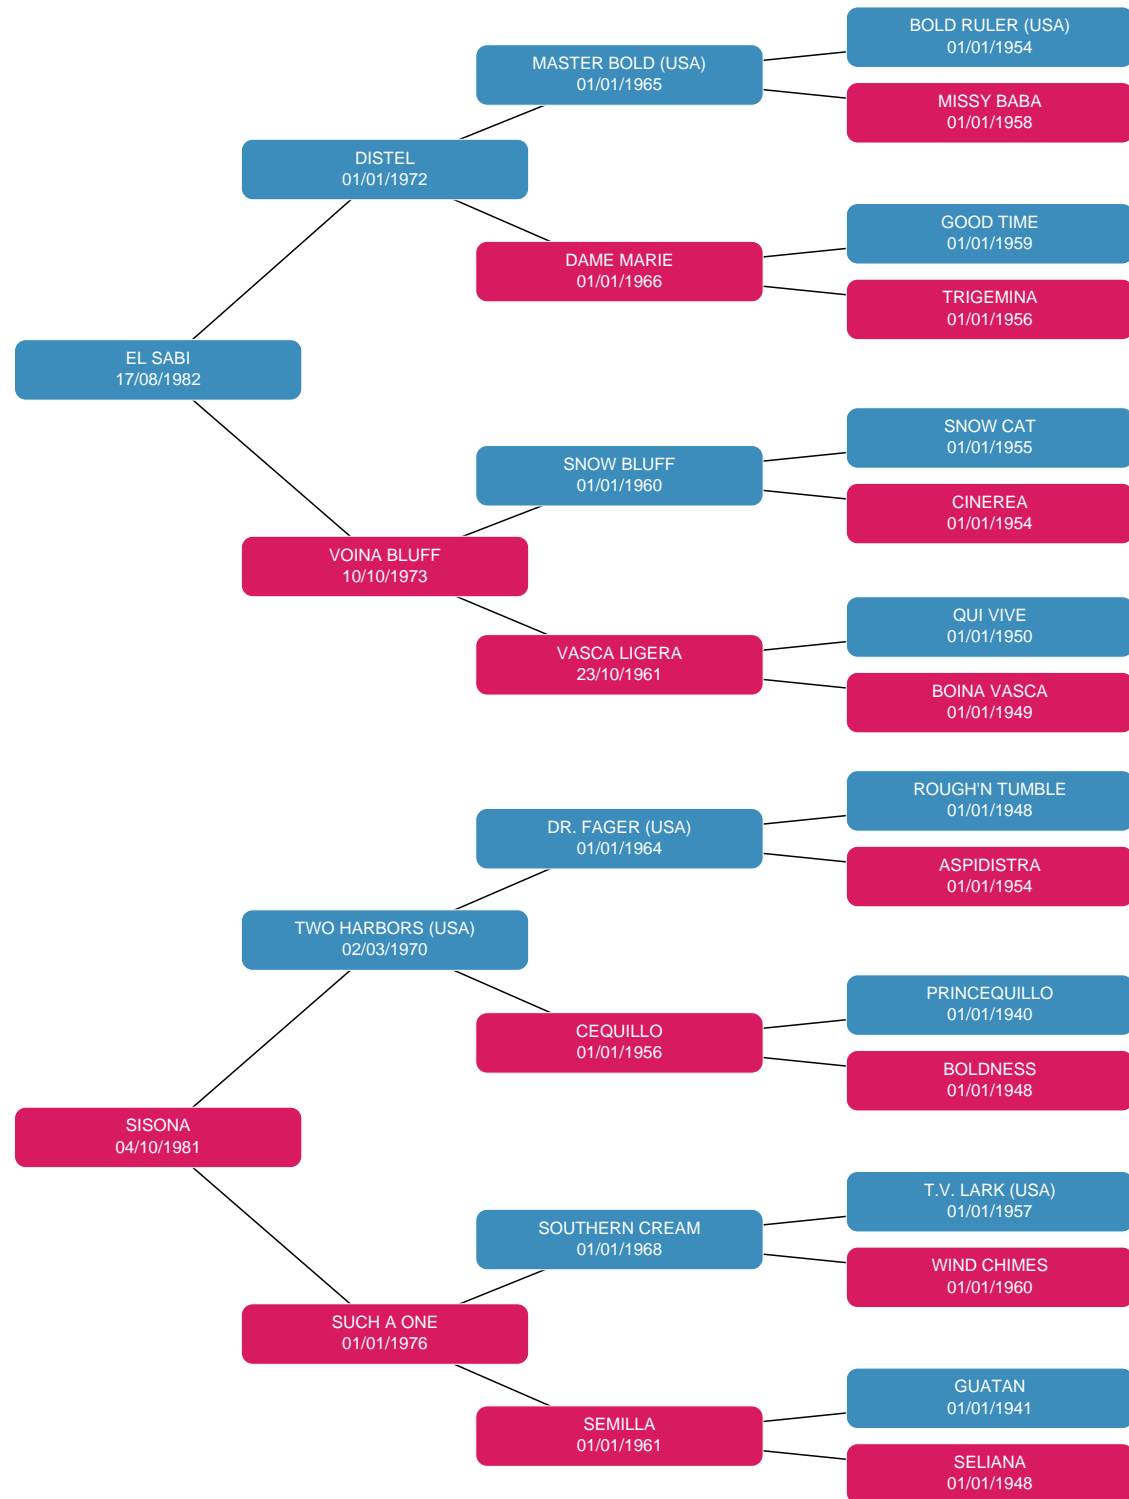 BOLD RULER (USA)
01/01/1954
MASTER BOLD (USA)
01/01/1965
MISSY BABA
01/01/1958
DISTEL
01/01/1972
GOOD TIME
01/01/1959
DAME MARIE
01/01/1966
TRIGEMINA
01/01/1956
EL SABI
17/08/1982
SNOW CAT
01/01/1955
SNOW BLUFF
01/01/1960
CINEREA
01/01/1954
VOINA BLUFF
10/10/1973
QUI VIVE
01/01/1950
VASCA LIGERA
23/10/1961
BOINA VASCA
01/01/1949
ROUGH'N TUMBLE
01/01/1948
DR. FAGER (USA)
01/01/1964
ASPIDISTRA
01/01/1954
TWO HARBORS (USA)
02/03/1970
PRINCEQUILLO
01/01/1940
CEQUILLO
01/01/1956
BOLDNESS
01/01/1948
SISONA
04/10/1981
T.V. LARK (USA)
01/01/1957
SOUTHERN CREAM
01/01/1968
WIND CHIMES
01/01/1960
SUCH A ONE
01/01/1976
GUATAN
01/01/1941
SEMILLA
01/01/1961
SELIANA
01/01/1948